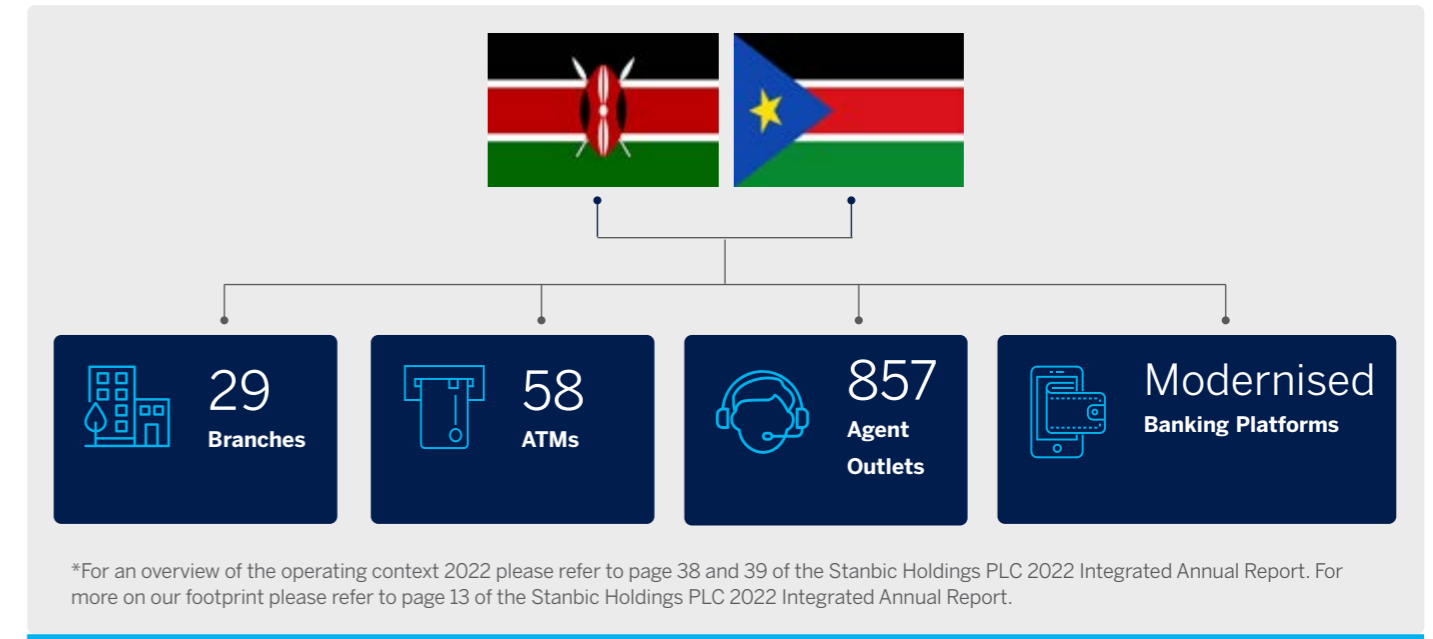 29
Branches
58
ATMs
857
Agent
Outlets
Modernised
Banking Platforms
*For an overview of the operating context 2022 please refer to page 38 and 39 of the Stanbic Holdings PLC 2022 Integrated Annual Report. For
more on our footprint please refer to page 13 of the Stanbic Holdings PLC 2022 Integrated Annual Report.